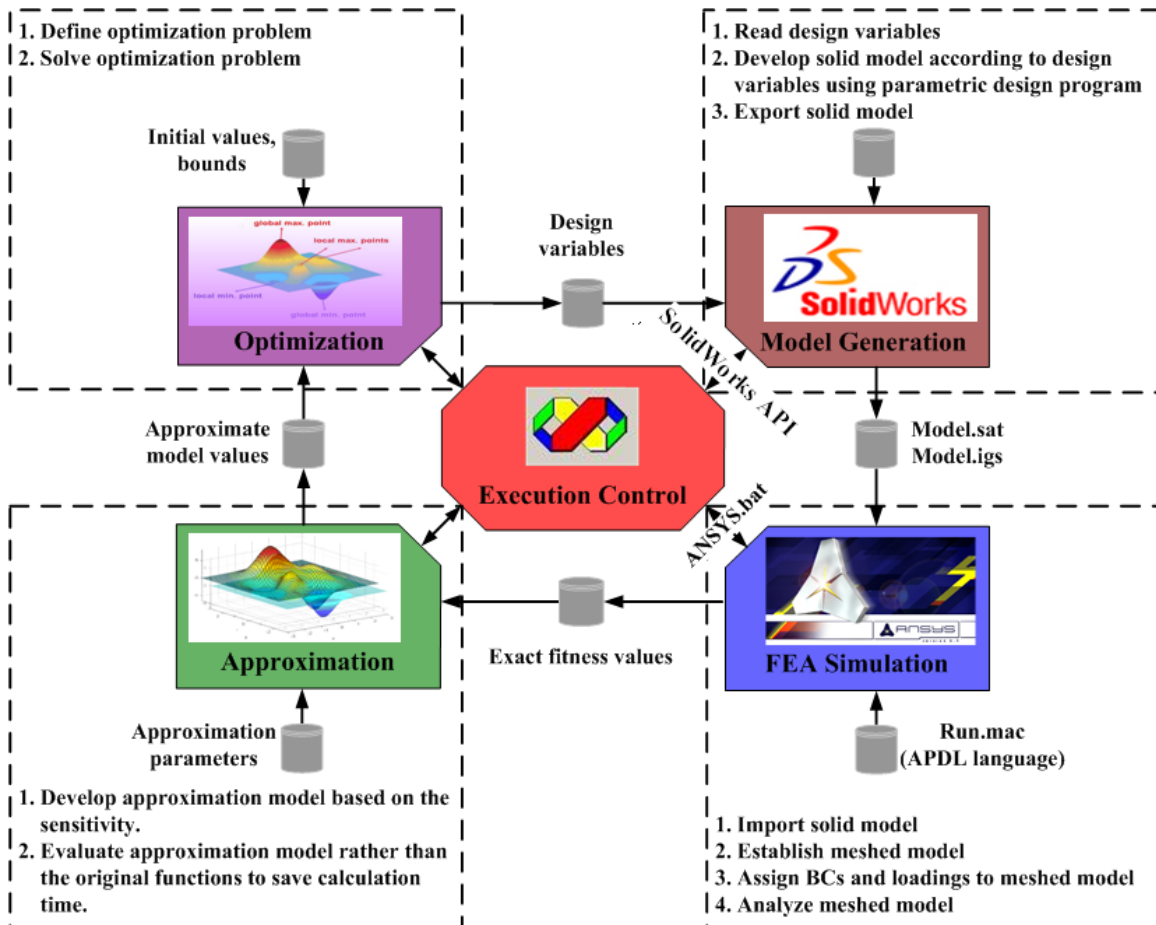 1. Define optimization problem
2. Solve optimization problem
1. Read design variables
2. Develop solid model according to design
variables using parametric design program
3. Export solid model
Initial values,
bounds
global max. point
local max. points
local min. point
global min. point
Optimization
Design
variables
SolidWorks
Model Generation
SolidWorks API
Approximate
model values
Execution Control
Model.sat
Model.igs
ANSYS.bat
Approximation
Exact fitness values
ANSYS
FEA Simulation
Approximation
parameters
Run.mac
(APDL language)
1. Develop approximation model based on the
sensitivity.
2. Evaluate approximation model rather than
the original functions to save calculation
time.
1. Import solid model
2. Establish meshed model
3. Assign BCs and loadings to meshed model
4. Analyze meshed model